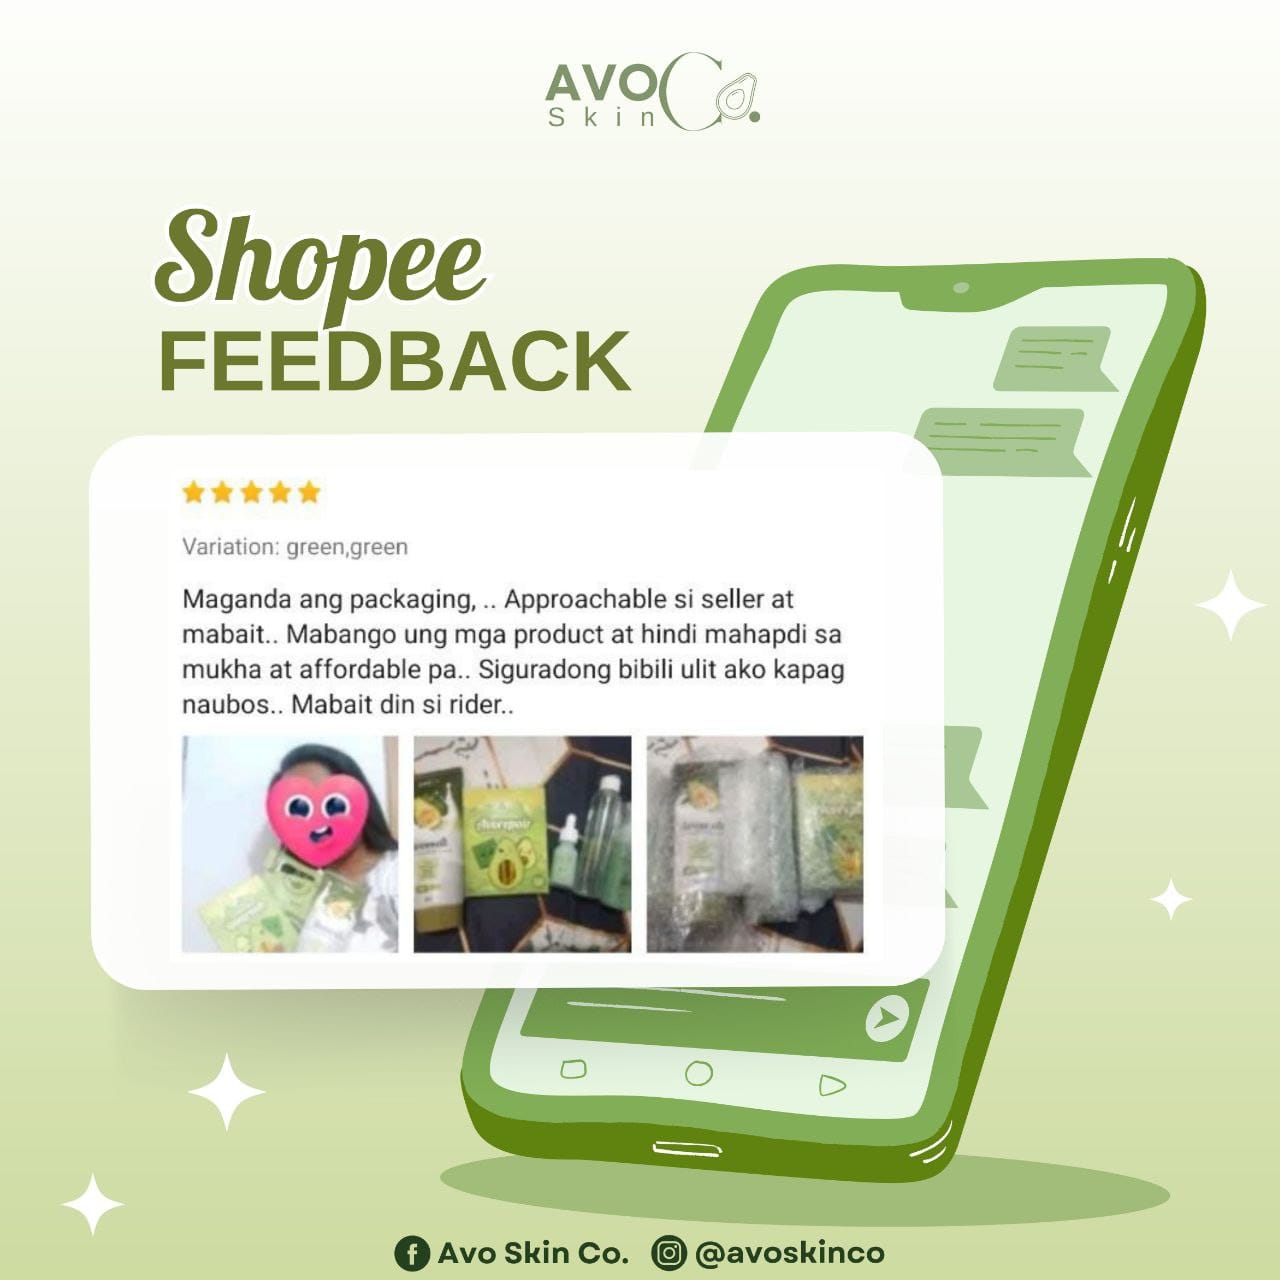 AVO Co.
Skin
Shopee
FEEDBACK
Variation: green,green
Maganda ang packaging, .. Approachable si seller at
mabait.. Mabango ung mga product at hindi mahapdi sa
mukha at affordable pa.. Siguradong bibili ulit ako kapag
naubos.. Mabait din si rider..
Avo Skin Co. @avoskinco